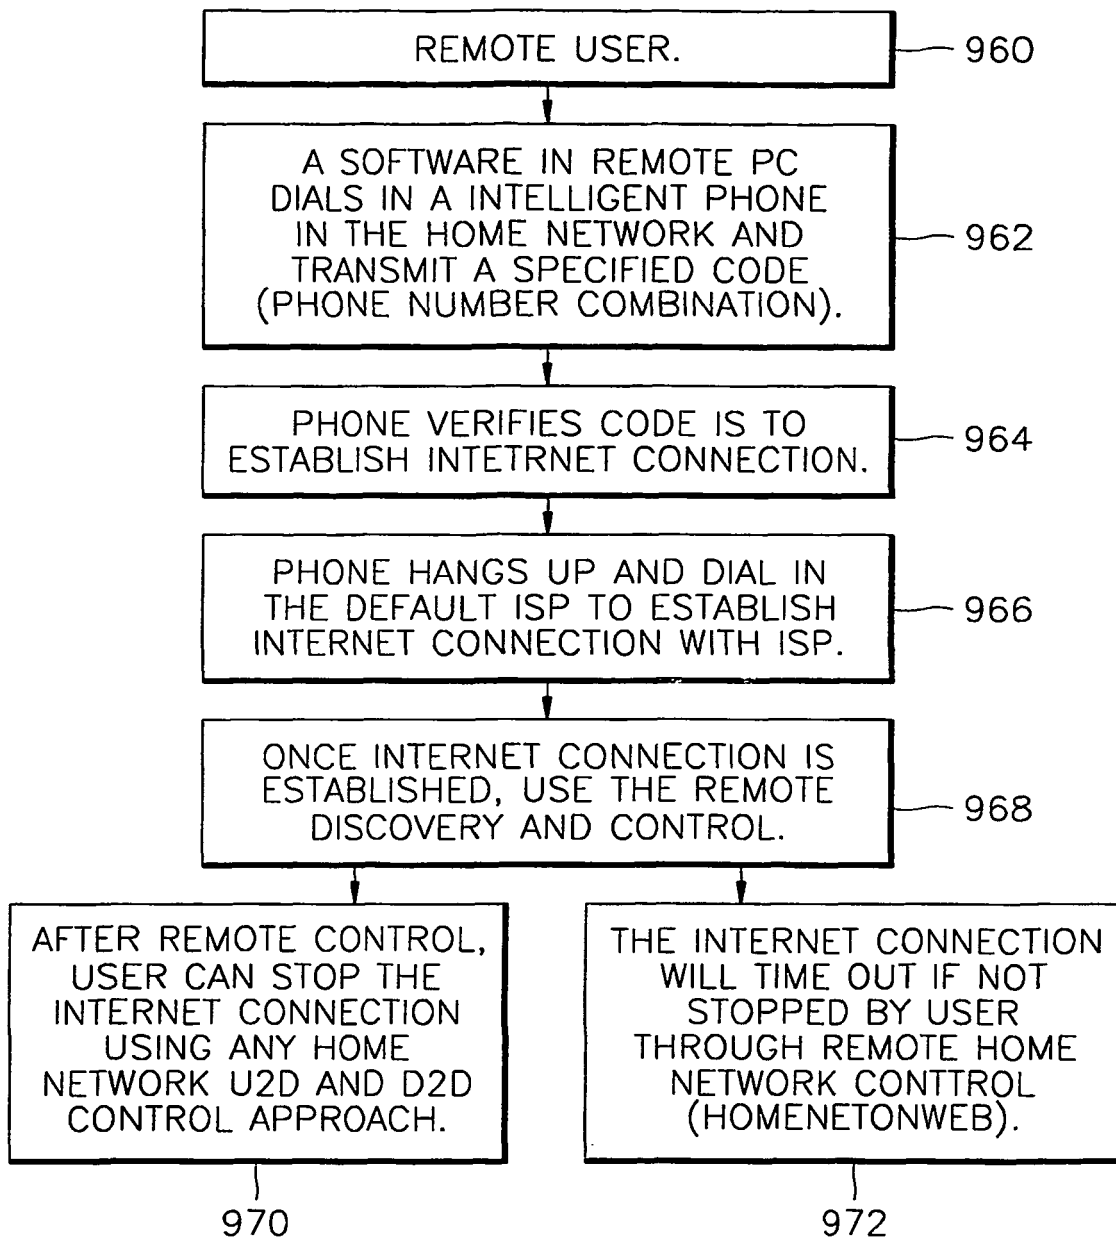 REMOTE USER.
960
A SOFTWARE IN REMOTE PC
DIALS IN A INTELLIGENT PHONE
IN THE HOME NETWORK AND
TRANSMIT A SPECIFIED CODE
(PHONE NUMBER COMBINATION).
962
PHONE VERIFIES CODE IS TO
ESTABLISH INTETRNET CONNECTION.
964
PHONE HANGS UP AND DIAL IN
THE DEFAULT ISP TO ESTABLISH
INTERNET CONNECTION WITH ISP.
966
ONCE INTERNET CONNECTION IS
ESTABLISHED, USE THE REMOTE
DISCOVERY AND CONTROL.
968
AFTER REMOTE CONTROL,
USER CAN STOP THE
INTERNET CONNECTION
USING ANY HOME
NETWORK U2D AND D2D
CONTROL APPROACH.
970
THE INTERNET CONNECTION
WILL TIME OUT IF NOT
STOPPED BY USER
THROUGH REMOTE HOME
NETWORK CONTTROL
(HOMENETONWEB).
972